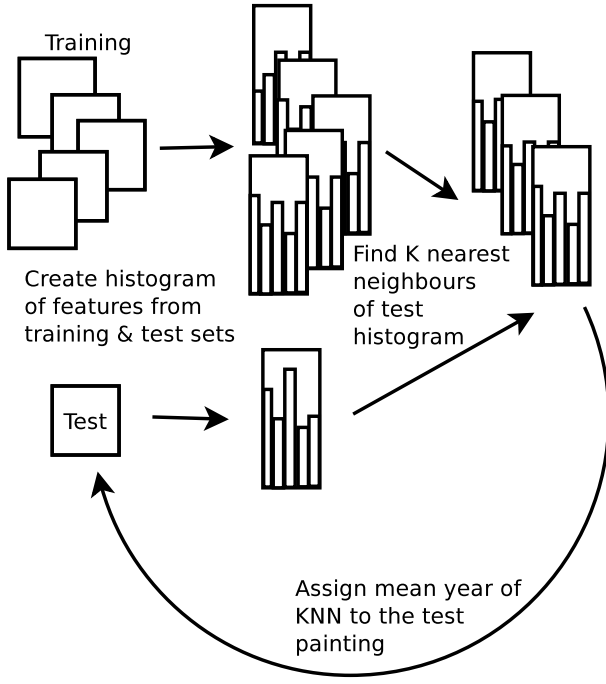 Training
Create histogram
of features from
training & test sets
Find K nearest
neighbours
of test
histogram
Test
Assign mean year of
KNN to the test
painting